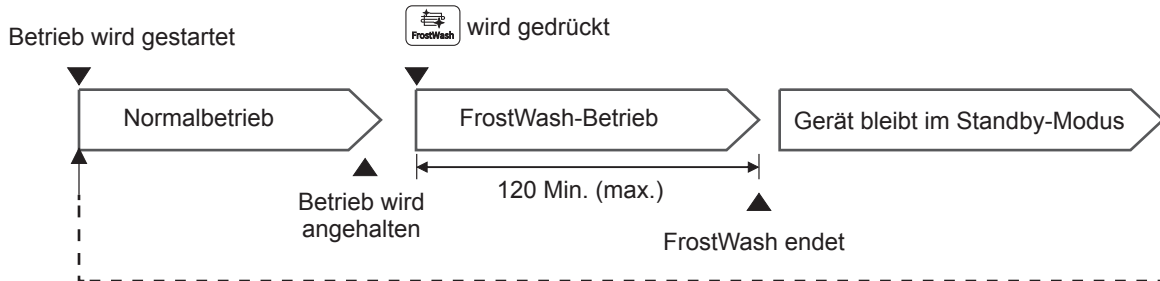 Betrieb wird gestartet
FrostWash
wird gedrückt
Normalbetrieb
FrostWash-Betrieb
Gerät bleibt im Standby-Modus
Betrieb wird
angehalten
120 Min. (max.)
FrostWash endet